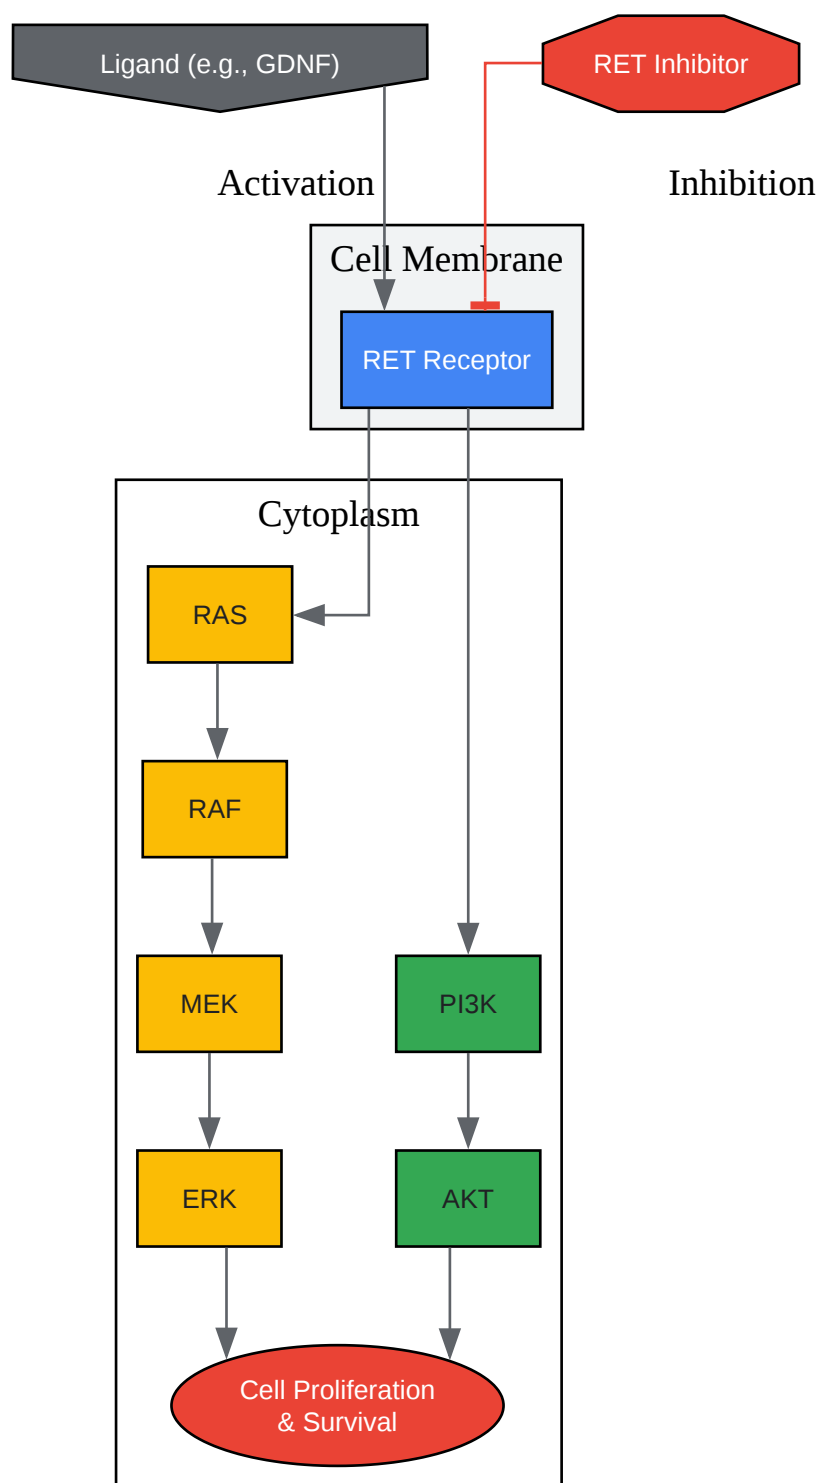 Ligand (e.g., GDNF)
RET Inhibitor
Activation
Inhibition
Cell Membrane
RET Receptor
Cytoplasm
RAS
RAF
MEK
PI3K
ERK
AKT
Cell Proliferation
& Survival